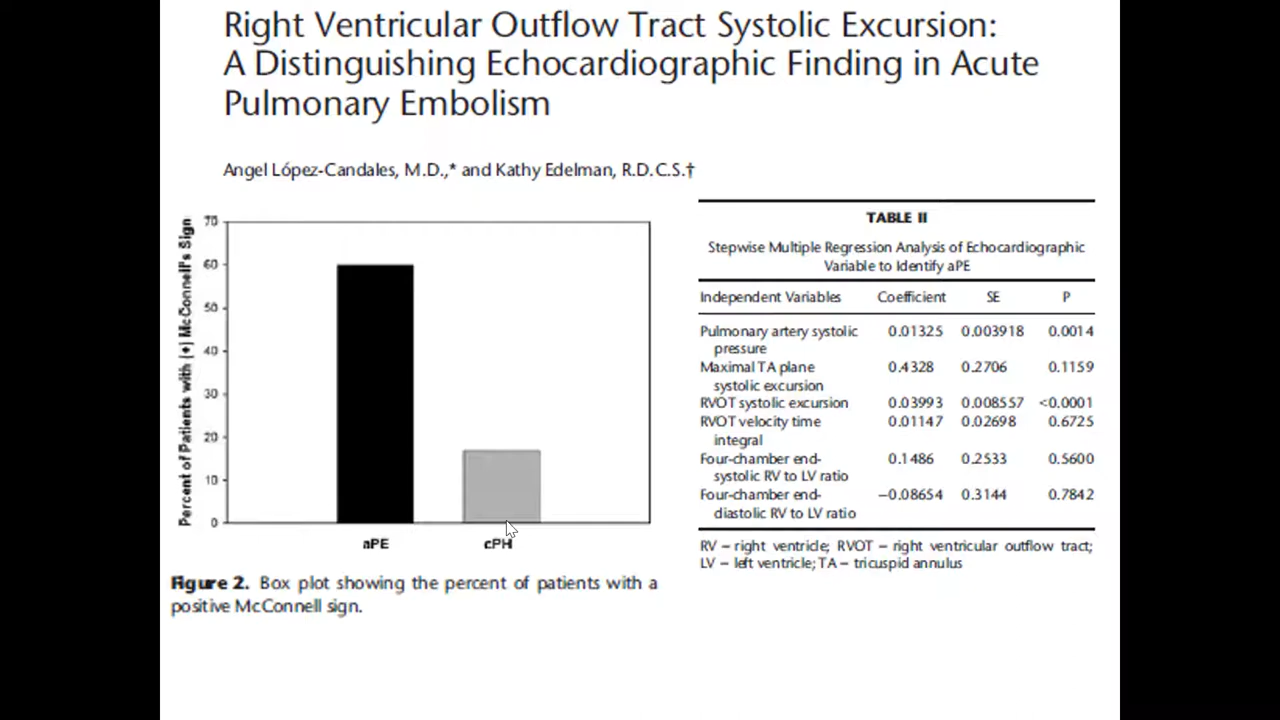 Right Ventricular Outflow Tract Systolic Excursion:
A Distinguishing Echocardiographic Finding in Acute
Pulmonary Embolism
Angel López-Candales, M.D.,* and Kathy Edelman, R.D.C.S.†
Percent of Patients with (+) McConnell's Sign
70
60
50
40
30
20
10
0
aPE cPH
Figure 2. Box plot showing the percent of patients with a
positive McConnell sign.
TABLE II
Stepwise Multiple Regression Analysis of Echocardiographic
Variable to Identify aPE
Independent Variables Coefficient SE P
Pulmonary artery systolic 0.01325 0.003918 0.0014
pressure
Maximal TA plane 0.4328 0.2706 0.1159
systolic excursion
RVOT systolic excursion 0.03993 0.008557 <0.0001
RVOT velocity time 0.01147 0.02698 0.6725
integral
Four-chamber end- 0.1486 0.2533 0.5600
systolic RV to LV ratio
Four-chamber end- −0.08654 0.3144 0.7842
diastolic RV to LV ratio
RV – right ventricle; RVOT – right ventricular outflow tract;
LV – left ventricle; TA – tricuspid annulus